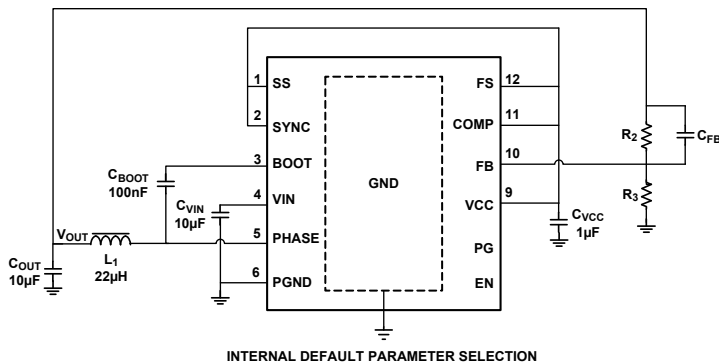 1
SS
FS
12
2
SYNC
COMP
11
CBOOT
100nF
3
BOOT
FB
10
R2
CFB
GND
CVIN
10µF
4
VIN
VCC
9
R3
CVCC
1µF
VOUT
L1
22µH
5
PHASE
PG
COUT
10µF
6
PGND
EN
INTERNAL DEFAULT PARAMETER SELECTION